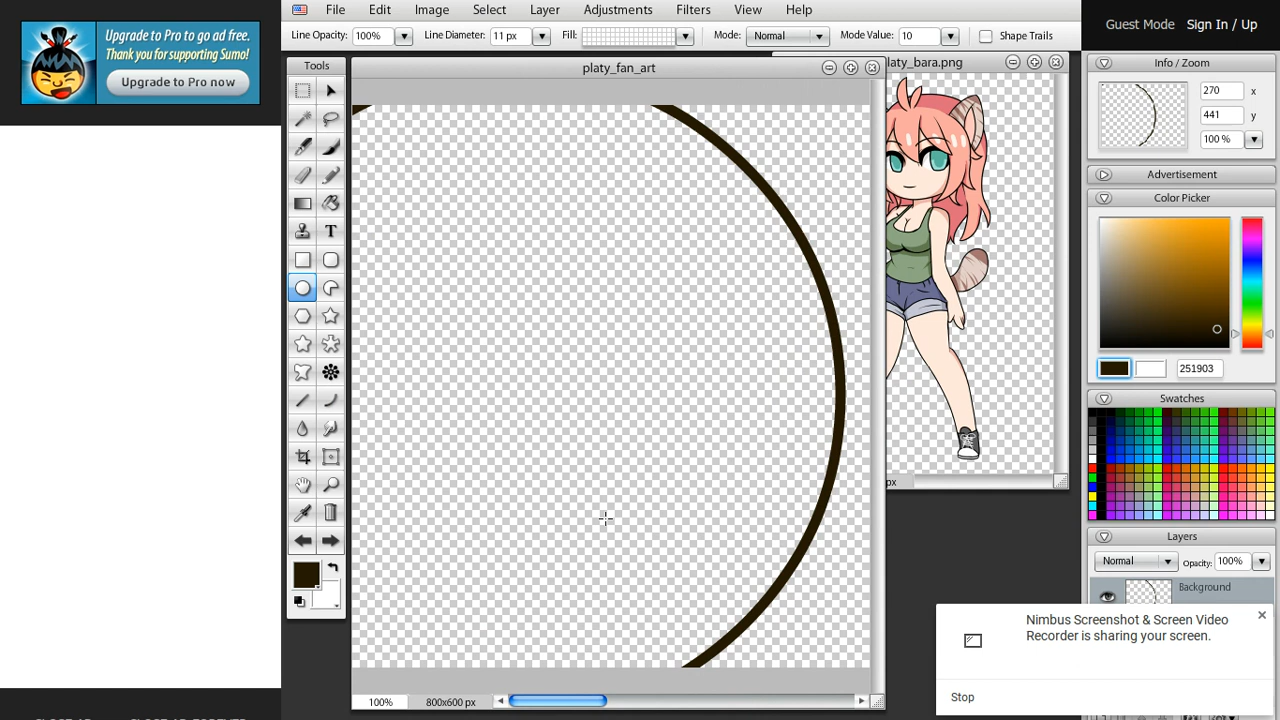 Upgrade to Pro to go ad free.
Thank you for supporting Sumo!
Upgrade to Pro now
File Edit Image Select Layer Adjustments Filters View Help
Guest Mode Sign In / Up
Line Opacity: 100% Line Diameter: 11 px Fill: Mode: Normal Mode Value: 10 Shape Trails
Tools
platy_fan_art
platy_bara.png
Info / Zoom
270 x
441 y
100 %
Advertisement
Color Picker
251903
Swatches
Layers
Normal Opacity: 100%
Background
T
px
Nimbus Screenshot & Screen Video
Recorder is sharing your screen.
Stop
100% 800x600 px